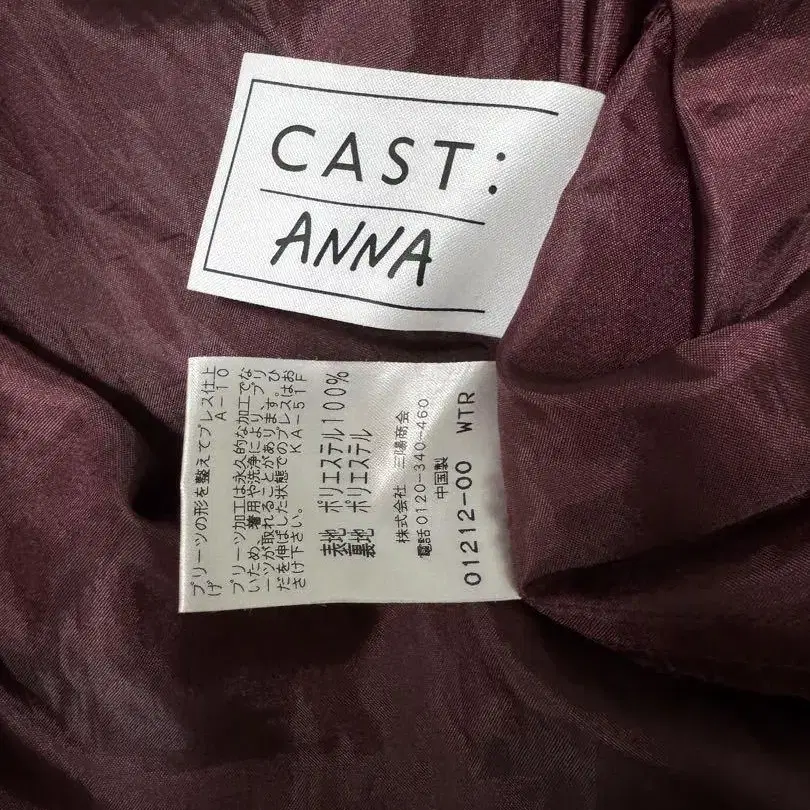 CAST:
ANNA
プリーツの形を整えてプレス仕上
げ A-10
プリーツ加工は永久的な加工でな
いため、着用や洗浄によりプリ
ーツが取れることがあります。ひ
だを伸ばした状態でのプレスはお
さけ下さい。 KA-51F
表地 ポリエステル100%
裏地 ポリエステル
株式会社 三陽商会
電話0120-340-460
中国製
01212-00 WTR